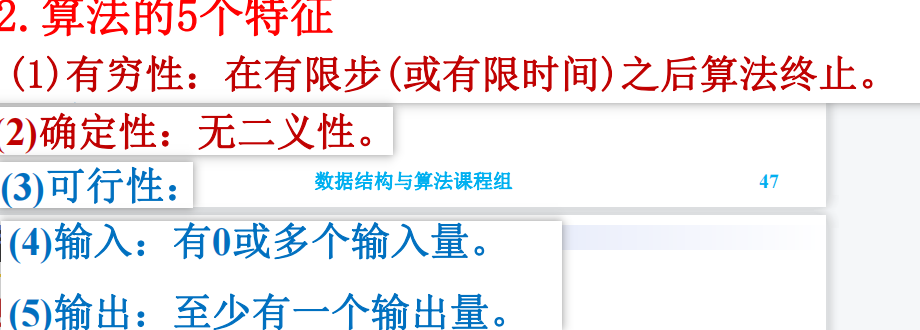 2.算法的5个特征
(1)有穷性：在有限步(或有限时间)之后算法终止。
(2)确定性：无二义性。
(3)可行性：
数据结构与算法课程组 47
(4)输入：有0或多个输入量。
(5)输出：至少有一个输出量。